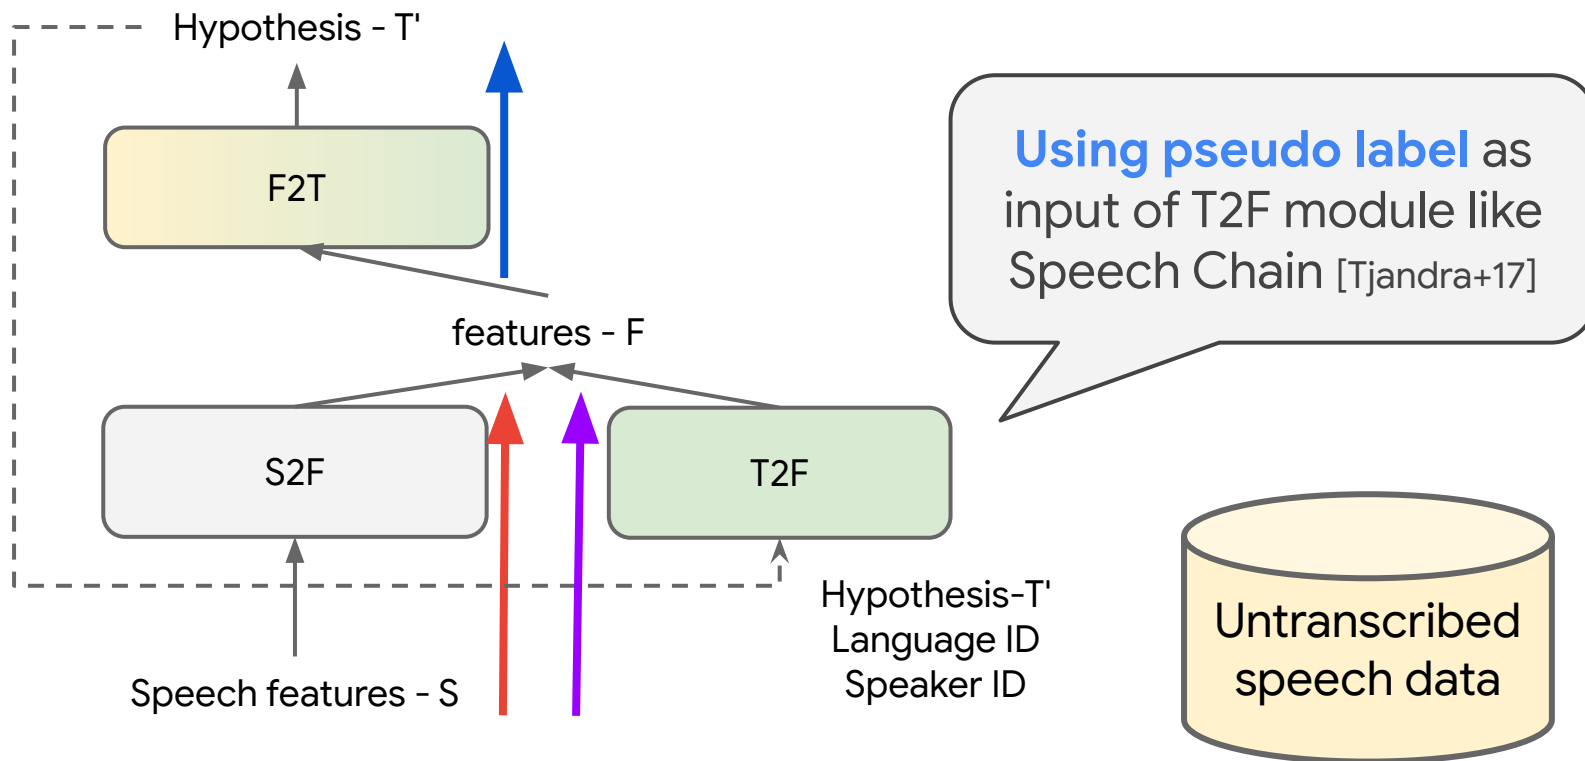 Hypothesis - T'
F2T
Using pseudo label as
input of T2F module like
Speech Chain [Tjandra+17]
features - F
S2F
T2F
Hypothesis-T'
Language ID
Speaker ID
Speech features - S
Untranscribed
speech data